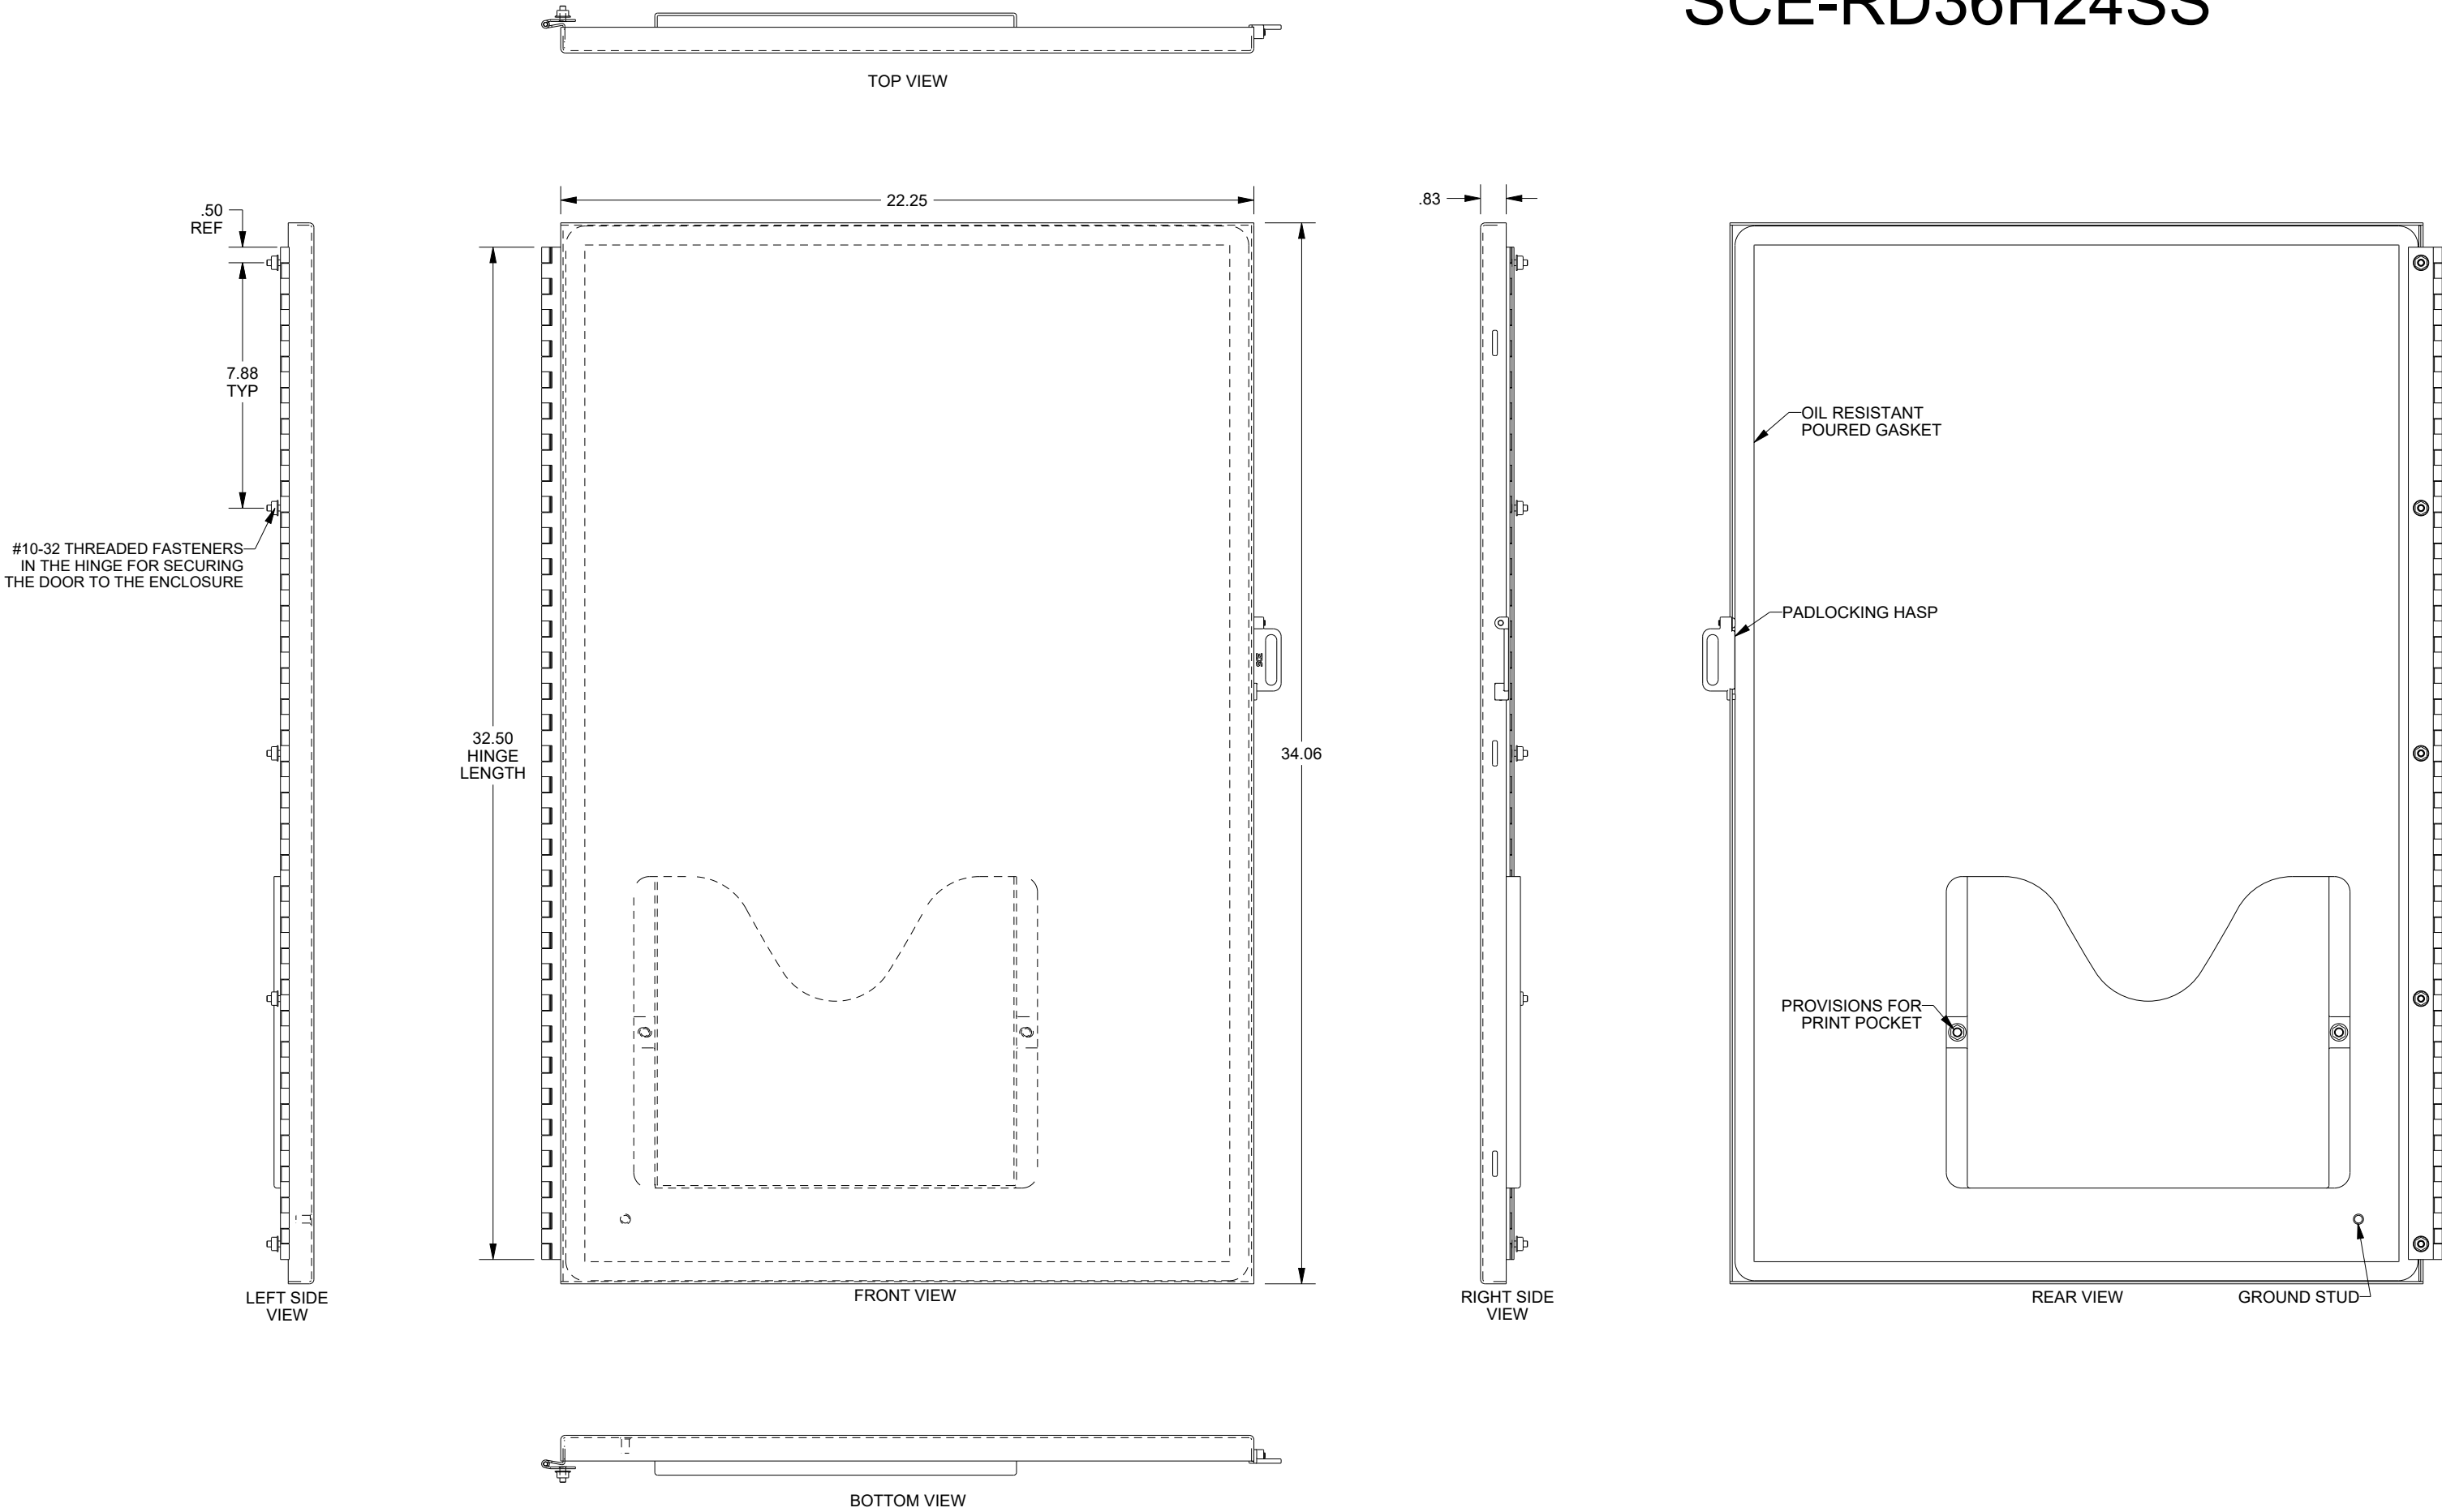 SCE-RD36H24SS
TOP VIEW
.50
REF
22.25
.83
7.88
TYP
OIL RESISTANT
POURED GASKET
#10-32 THREADED FASTENERS
IN THE HINGE FOR SECURING
THE DOOR TO THE ENCLOSURE
PADLOCKING HASP
SCE
32.50
HINGE
LENGTH
34.06
PROVISIONS FOR
PRINT POCKET
LEFT SIDE
VIEW
FRONT VIEW
RIGHT SIDE
VIEW
REAR VIEW
GROUND STUD
BOTTOM VIEW